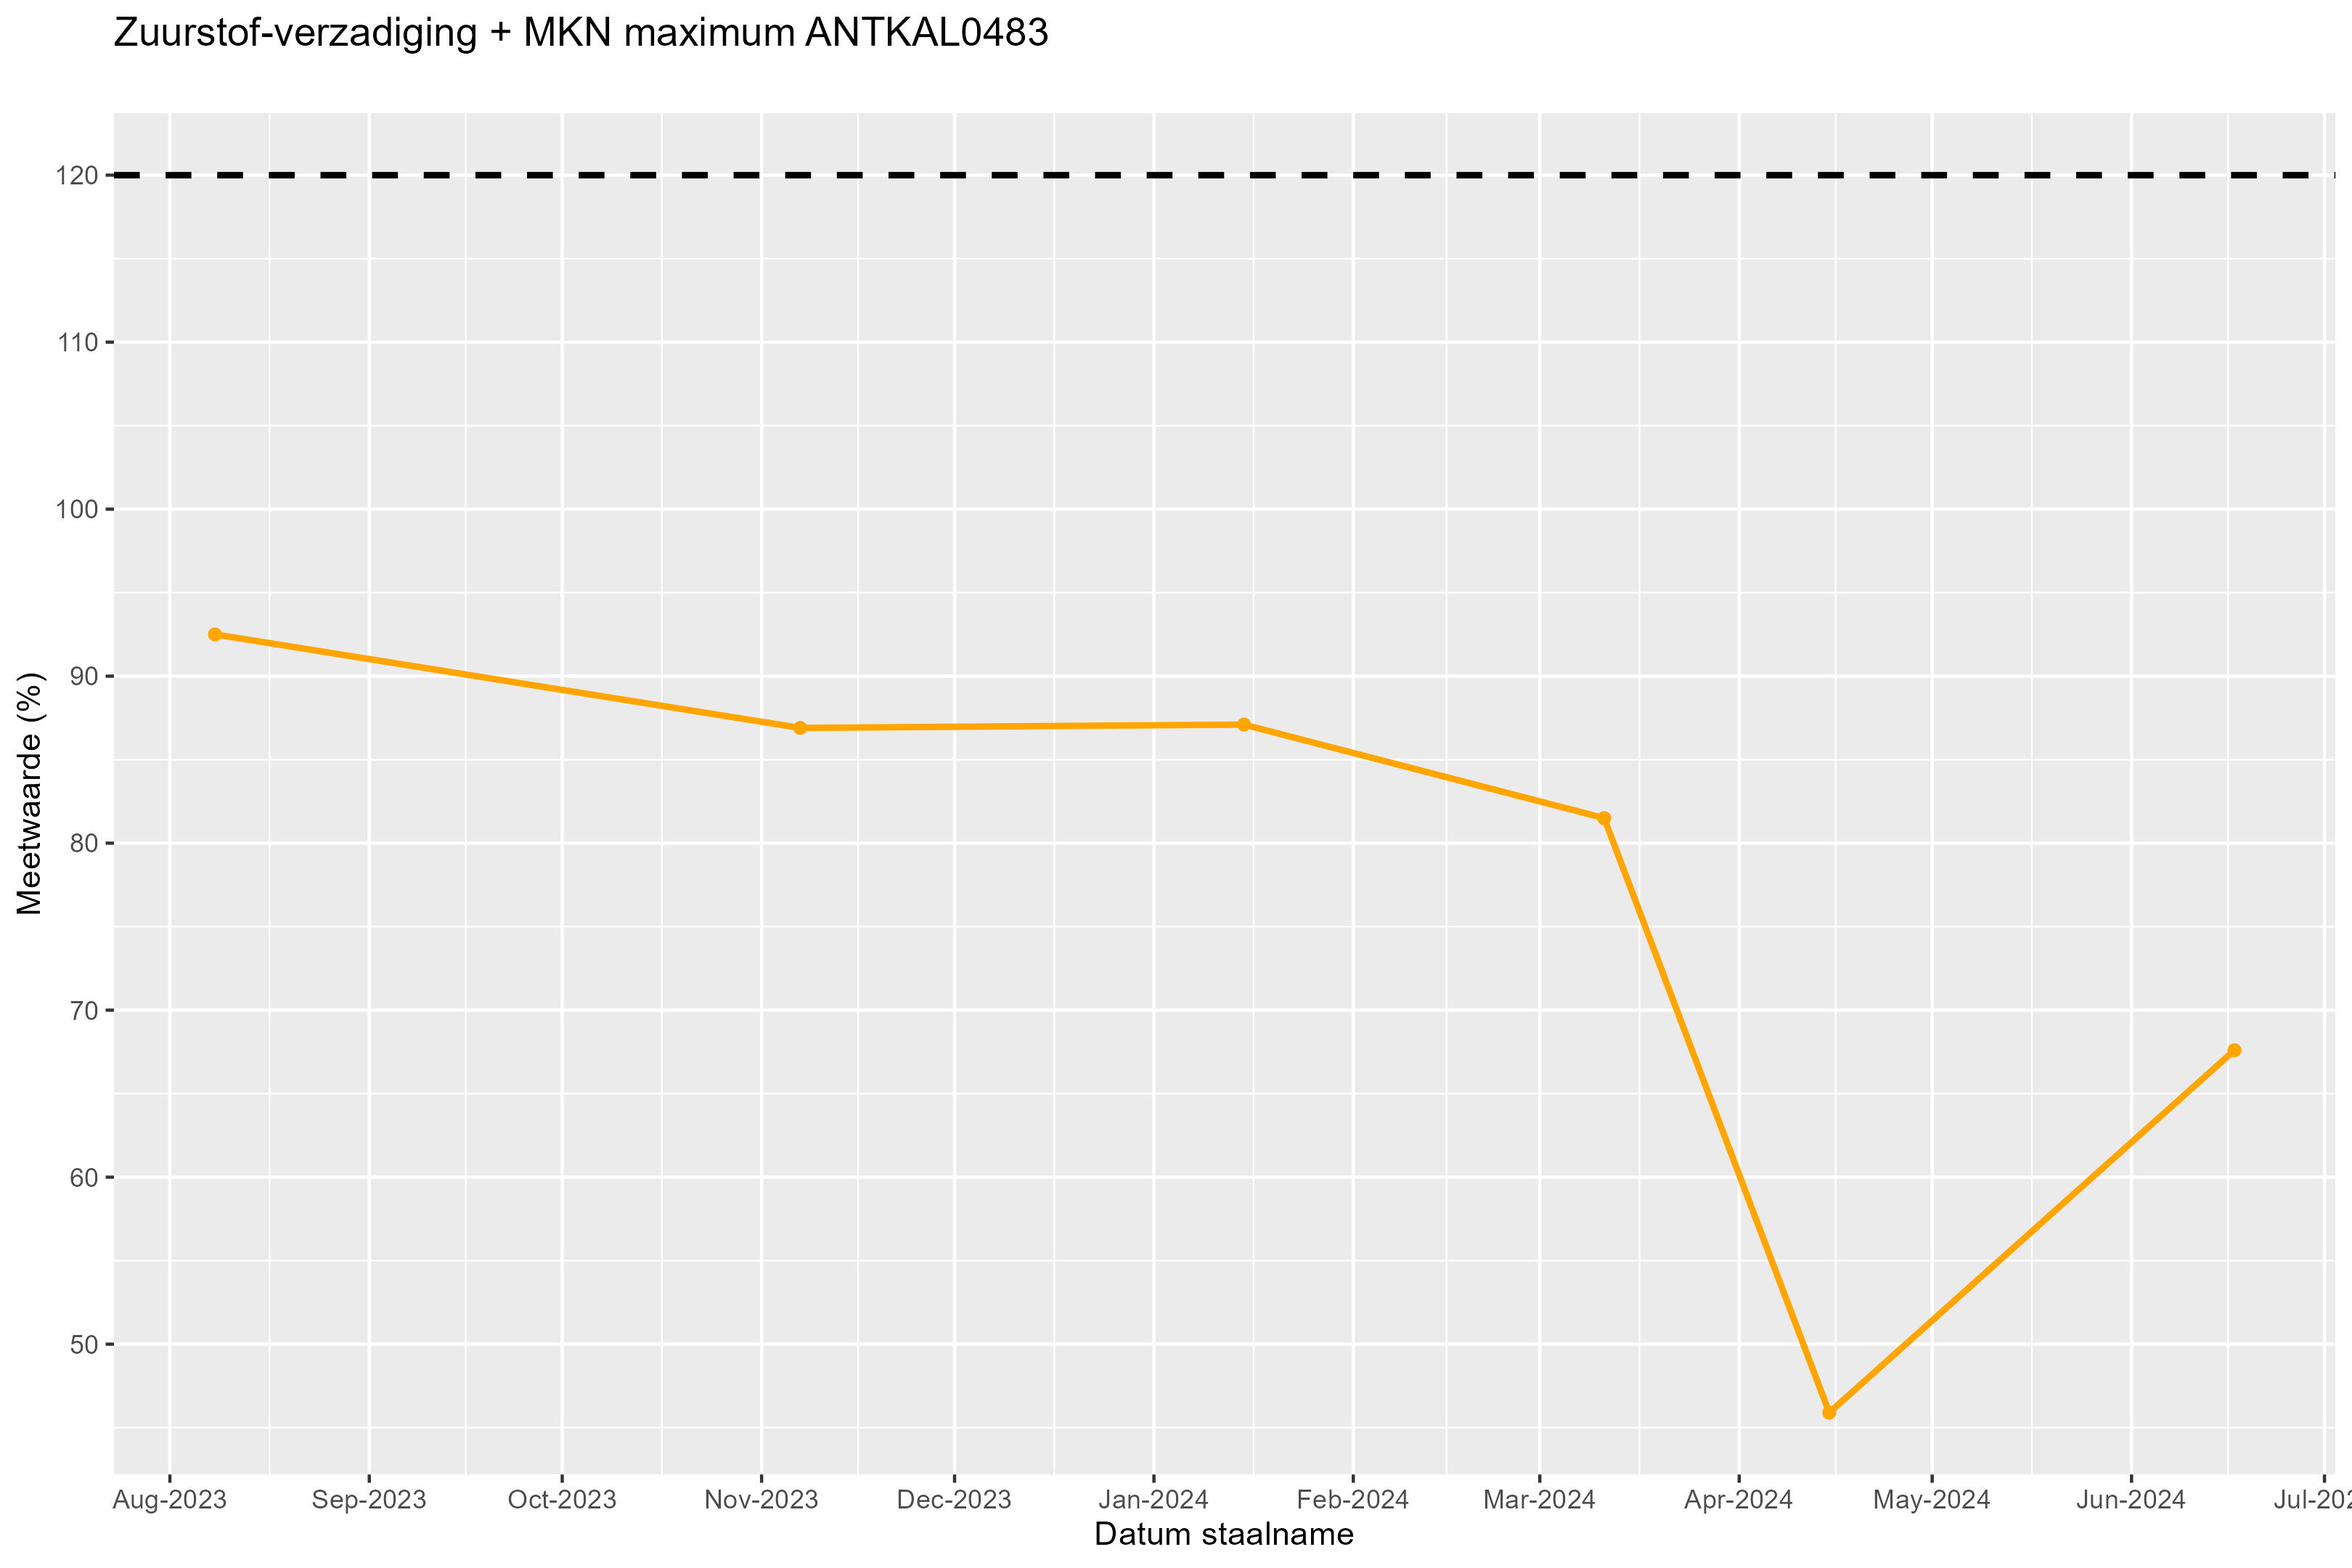 Zuurstof-verzadiging + MKN maximum ANTKAL0483
120
110
100
90
80
70
60
50
Meetwaarde (%)
Aug-2023 Sep-2023 Oct-2023 Nov-2023 Dec-2023 Jan-2024 Feb-2024 Mar-2024 Apr-2024 May-2024 Jun-2024 Jul-202
Datum staalname